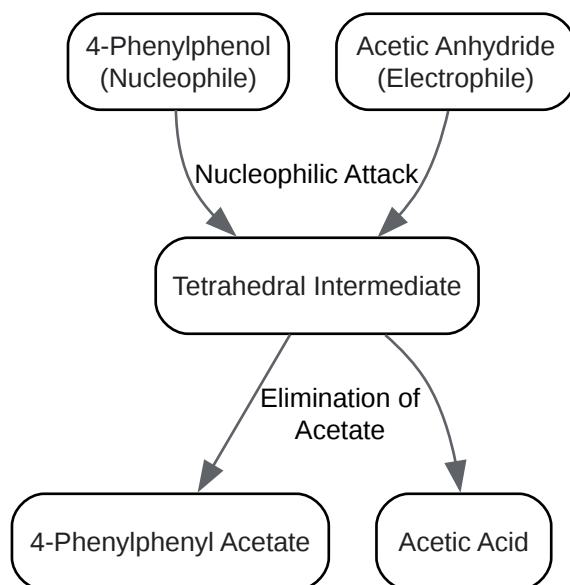 4-Phenylphenol
(Nucleophile)
Acetic Anhydride
(Electrophile)
Nucleophilic Attack
Tetrahedral Intermediate
Elimination of
Acetate
4-Phenylphenyl Acetate
Acetic Acid